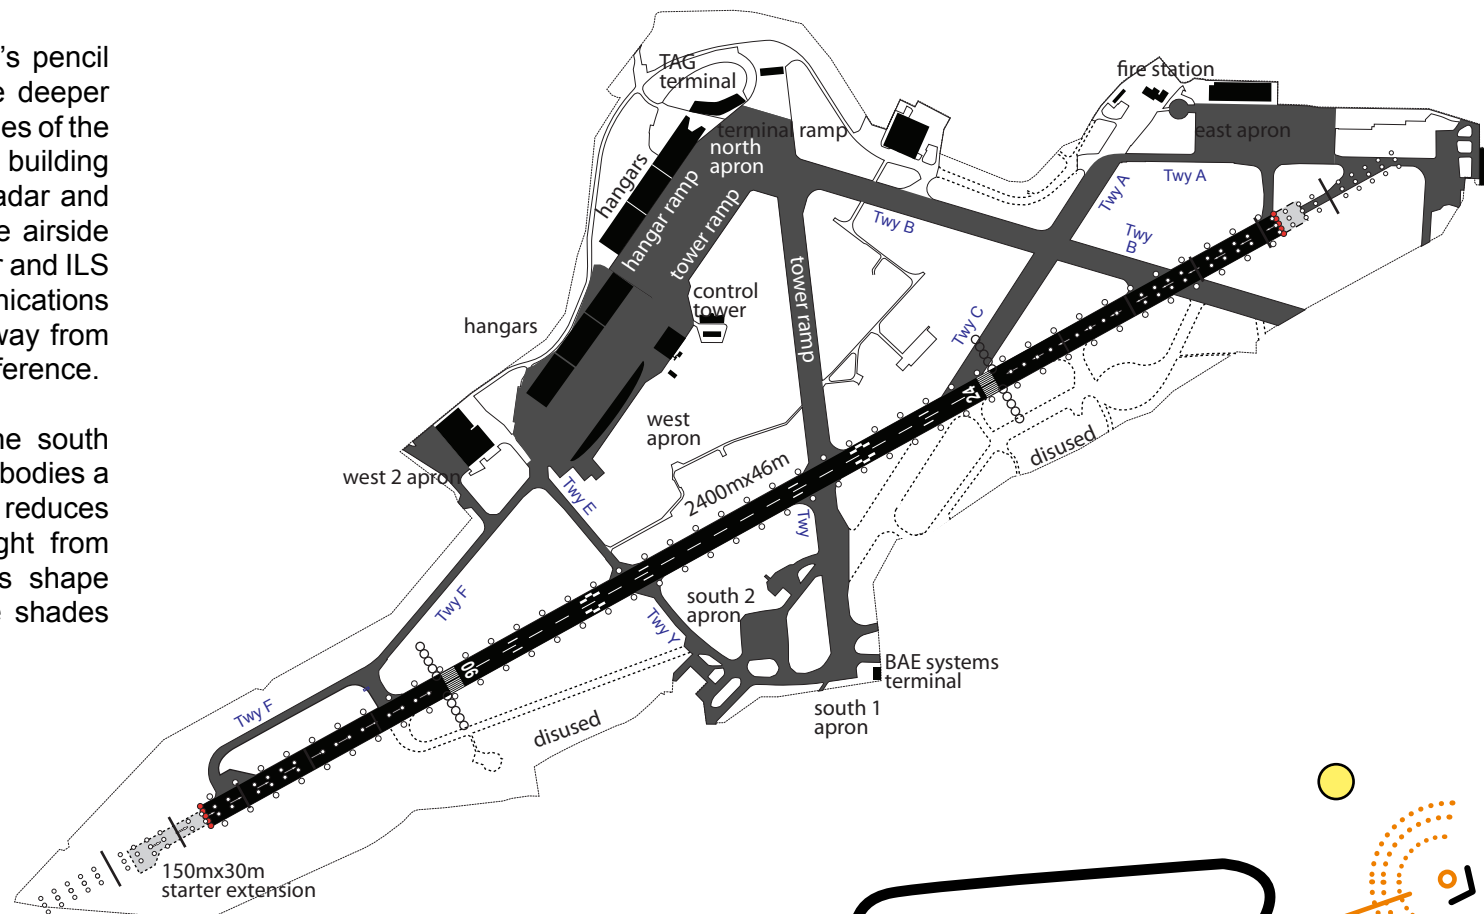 's pencil
deeper
es of the
building
adar and
e airside
r and ILS
nications
way from
ference.
he south
bodies a
reduces
ght from
s shape
shades
TAG
terminal
fire station
terminal ramp
north
apron
east apron
hangars
hangar ramp
tower ramp
Twy A
Twy A
Twy B
Twy
B
control
tower
tower ramp
hangars
Twy C
24
west
apron
disused
west 2 apron
2400mx46m
Twy E
Twy
south 2
apron
Twy F
Twy Y
06
BAE systems
terminal
south 1
apron
Twy F
disused
150mx30m
starter extension